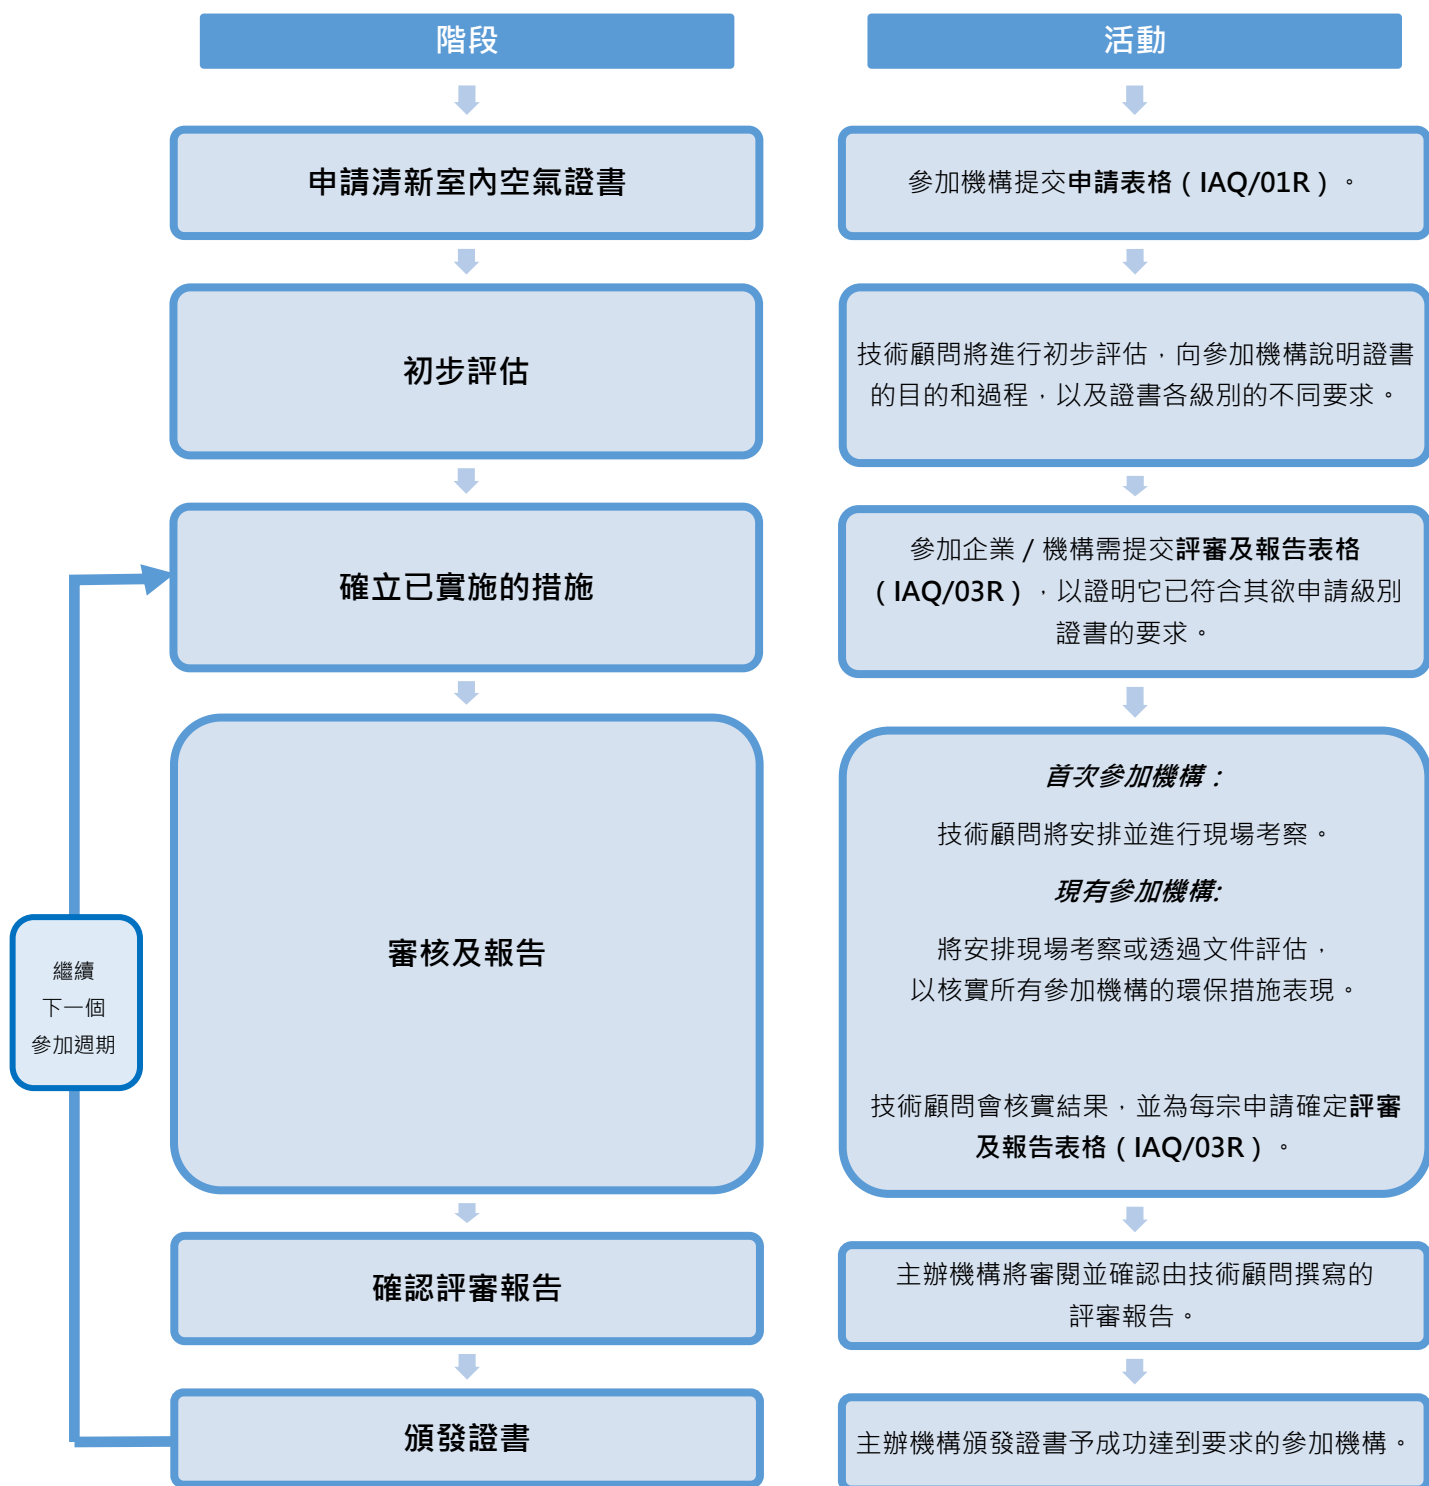 階段
活動
申請清新室內空氣證書
參加機構提交申請表格（IAQ/01R）。
初步評估
技術顧問將進行初步評估，向參加機構說明證書
的目的和過程，以及證書各級別的不同要求。
確立已實施的措施
參加企業 / 機構需提交評審及報告表格
（IAQ/03R），以證明它已符合其欲申請級別
證書的要求。
審核及報告
首次參加機構：
技術顧問將安排並進行現場考察。
現有參加機構:
將安排現場考察或透過文件評估，
以核實所有參加機構的環保措施表現。
技術顧問會核實結果，並為每宗申請確定評審
及報告表格（IAQ/03R）。
繼續
下一個
參加週期
確認評審報告
主辦機構將審閱並確認由技術顧問撰寫的
評審報告。
頒發證書
主辦機構頒發證書予成功達到要求的參加機構。